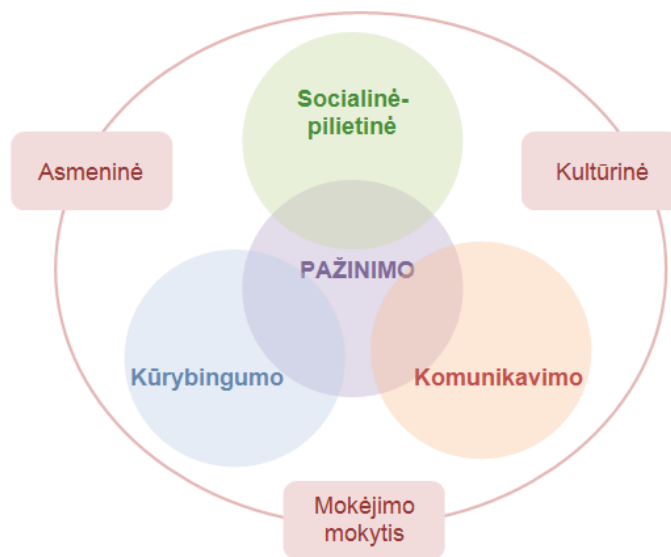 Socialinė-
pilietinė
Asmeninė
Kultūrinė
PAŽINIMO
Kūrybingumo
Komunikavimo
Mokėjimo
mokytis